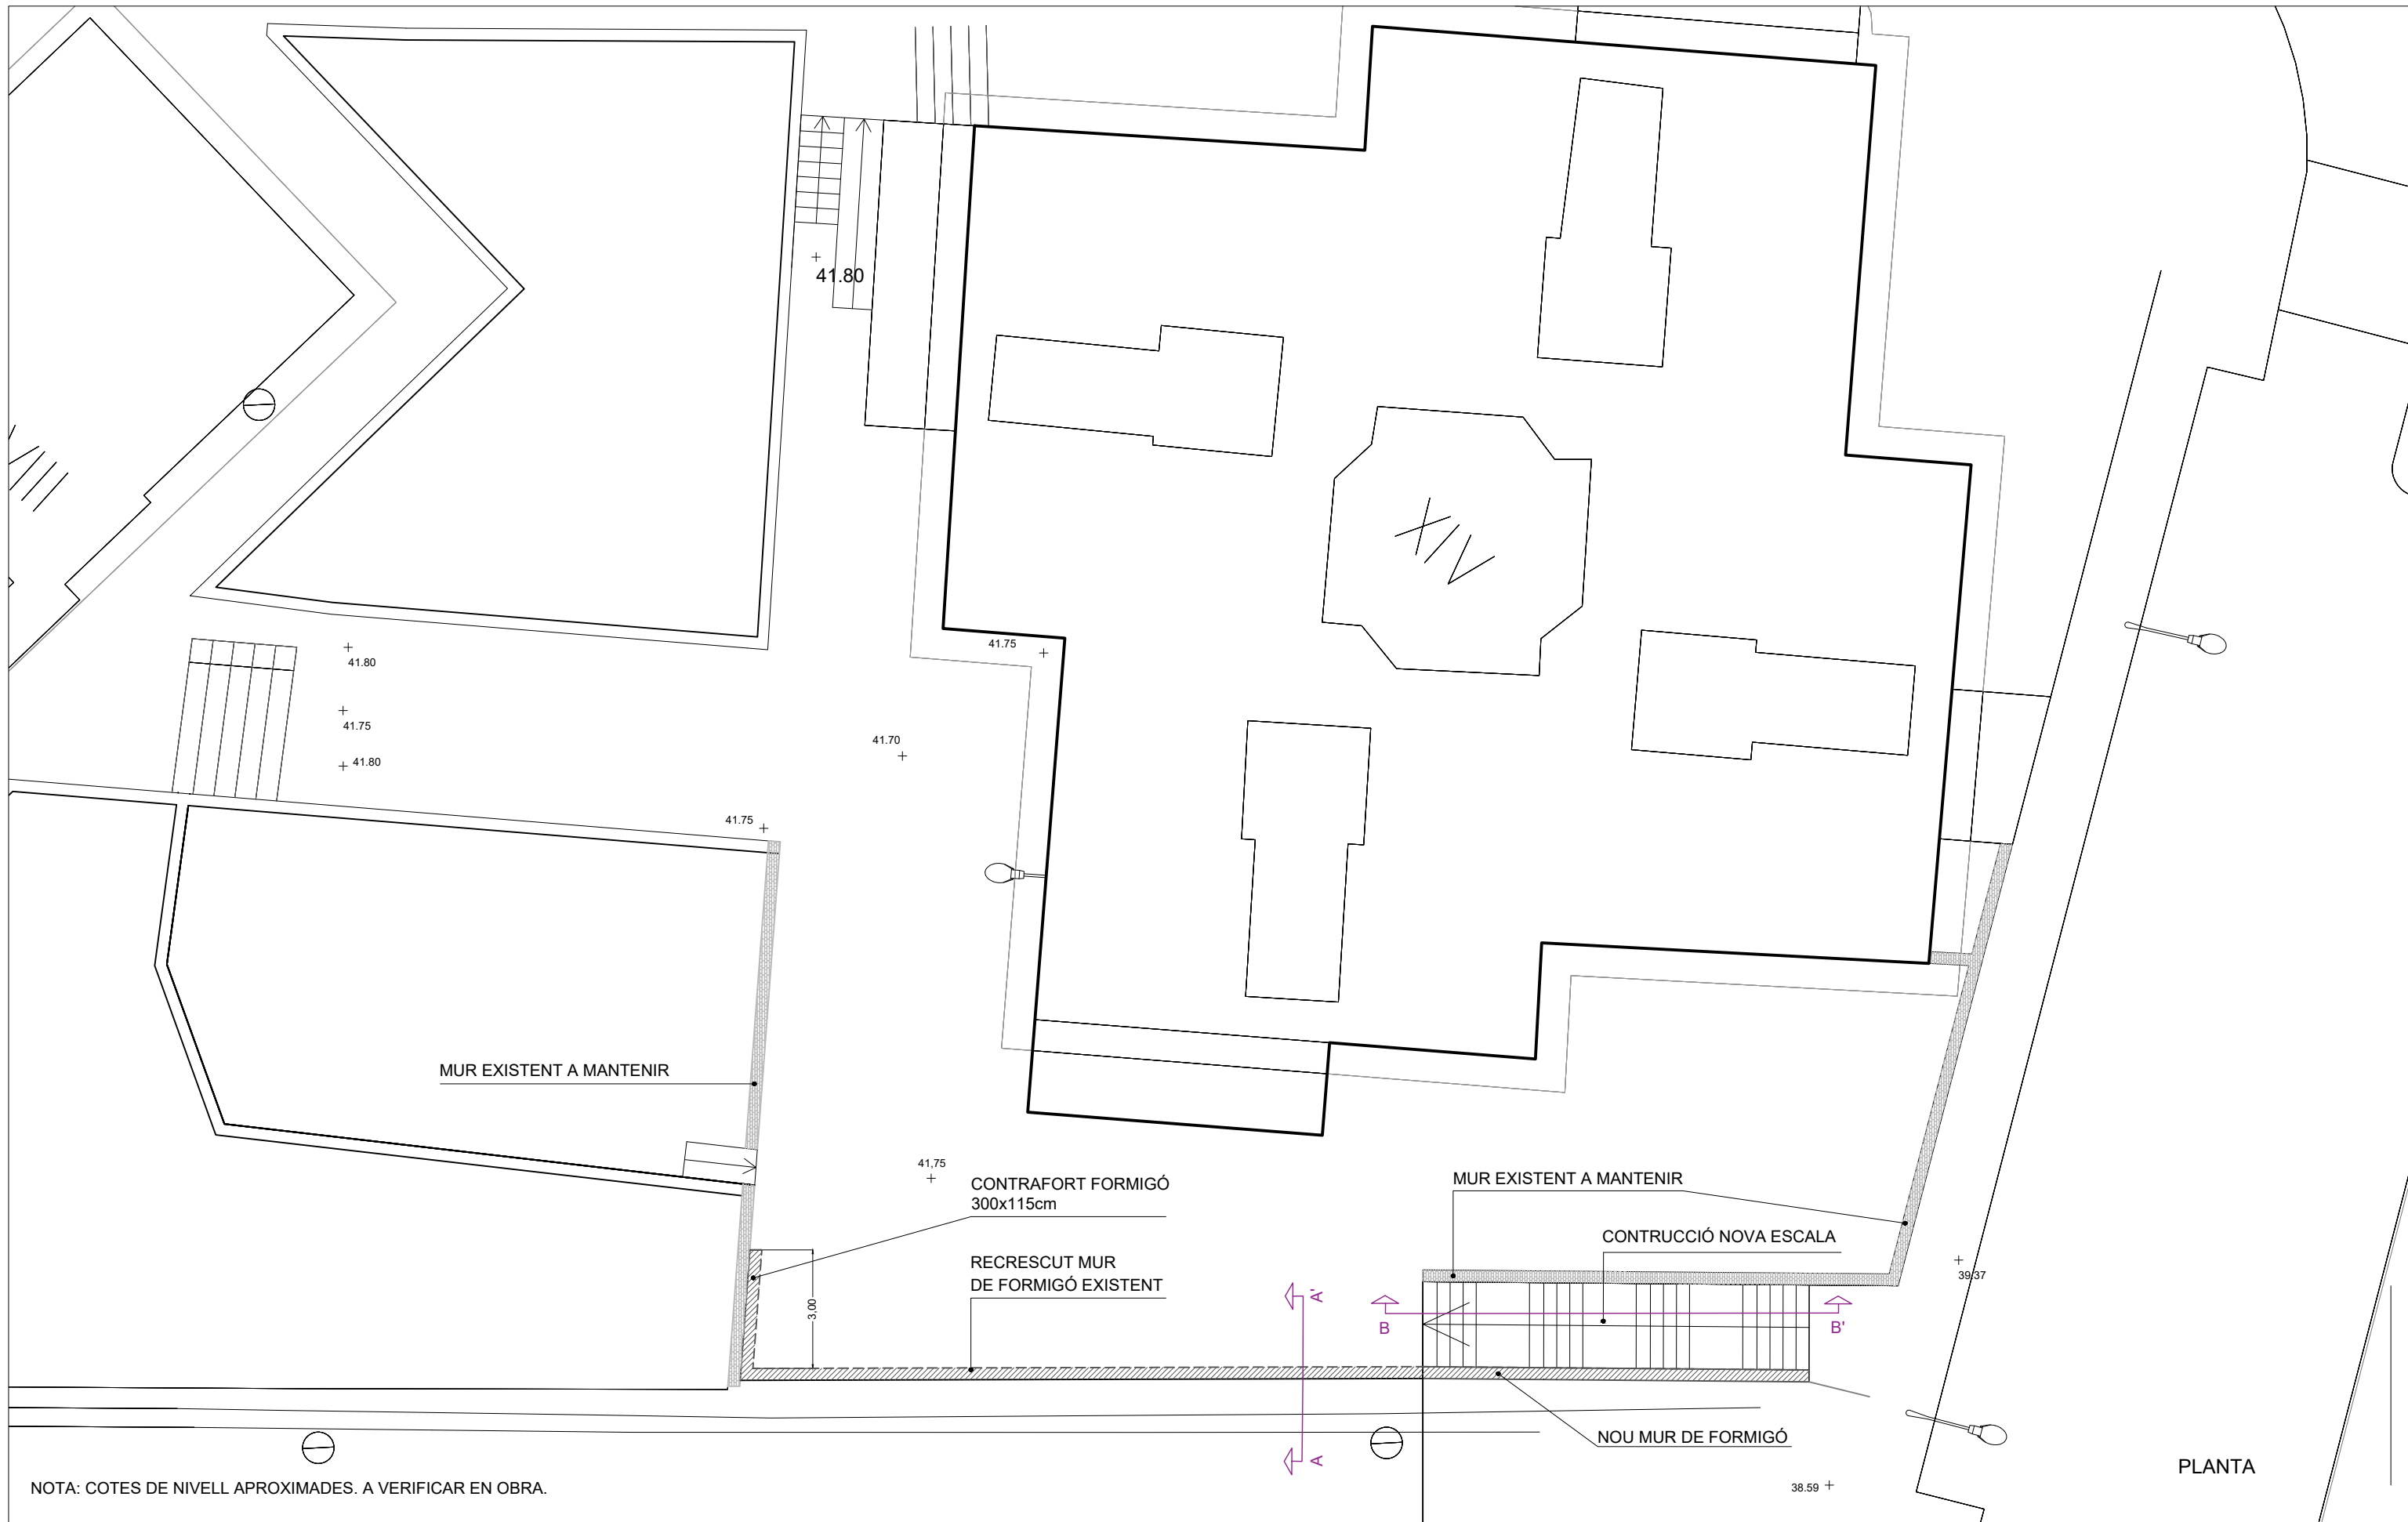 41.80
XIV
41.80
41.75
41.80
41.75
41.70
41.75
MUR EXISTENT A MANTENIR
41,75
CONTRAFORT FORMIGÓ
300x115cm
MUR EXISTENT A MANTENIR
CONTRUCCIÓ NOVA ESCALA
RECRESCUT MUR
DE FORMIGÓ EXISTENT
3,00
39.37
A'
B
B'
A
NOU MUR DE FORMIGÓ
PLANTA
38.59
NOTA: COTES DE NIVELL APROXIMADES. A VERIFICAR EN OBRA.